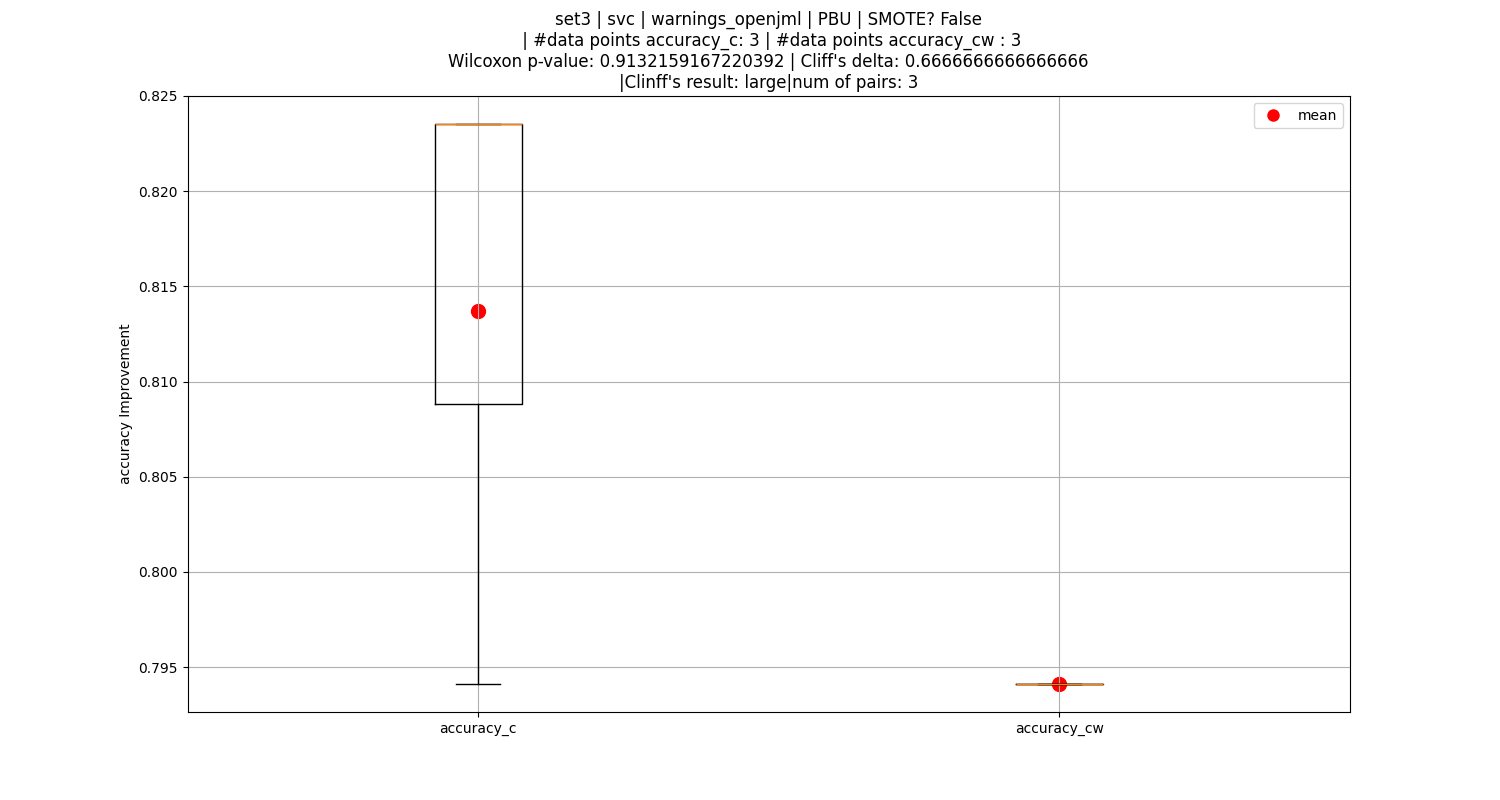 set3 | svc | warnings_openjml | PBU | SMOTE? False
| #data points accuracy_c: 3 | #data points accuracy_cw : 3
Wilcoxon p-value: 0.9132159167220392 | Cliff's delta: 0.6666666666666666
|Clinff's result: large|num of pairs: 3
mean
0.825
0.820
0.815
0.810
0.805
0.800
0.795
accuracy Improvement
accuracy_c
accuracy_cw